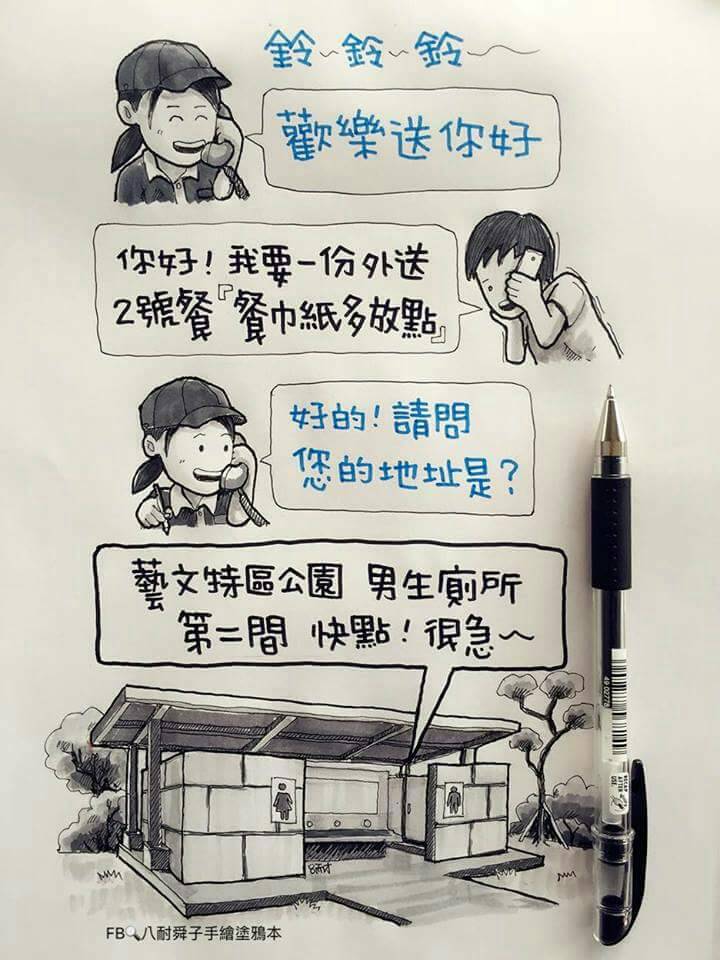 鈴~鈴~鈴~
歡樂送你好
你好！我要一份外送
2號餐『餐巾紙多放點』
好的！請問
您的地址是？
藝文特區公園 男生廁所
第二間 快點！很急~
FB🔍八耐舜子手繪塗鴉本